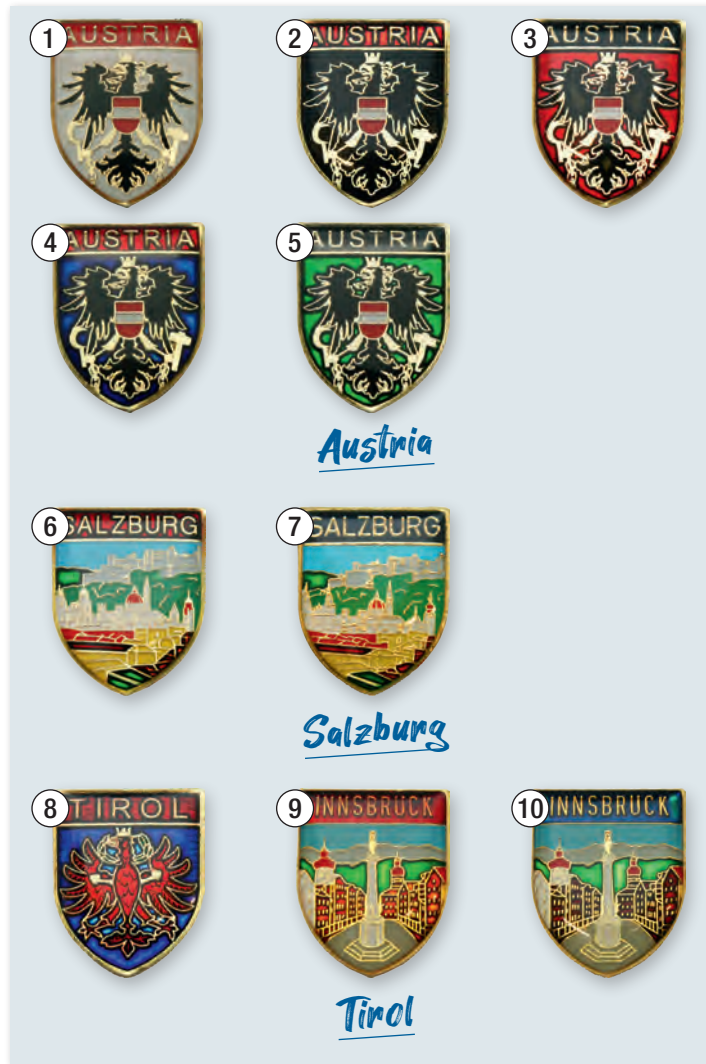 1 AUSTRIA
2 AUSTRIA
3 AUSTRIA
4 AUSTRIA
5 AUSTRIA
Austria
6 SALZBURG
7 SALZBURG
Salzburg
8 TIROL
9 INNSBRUCK
10 INNSBRUCK
Tirol